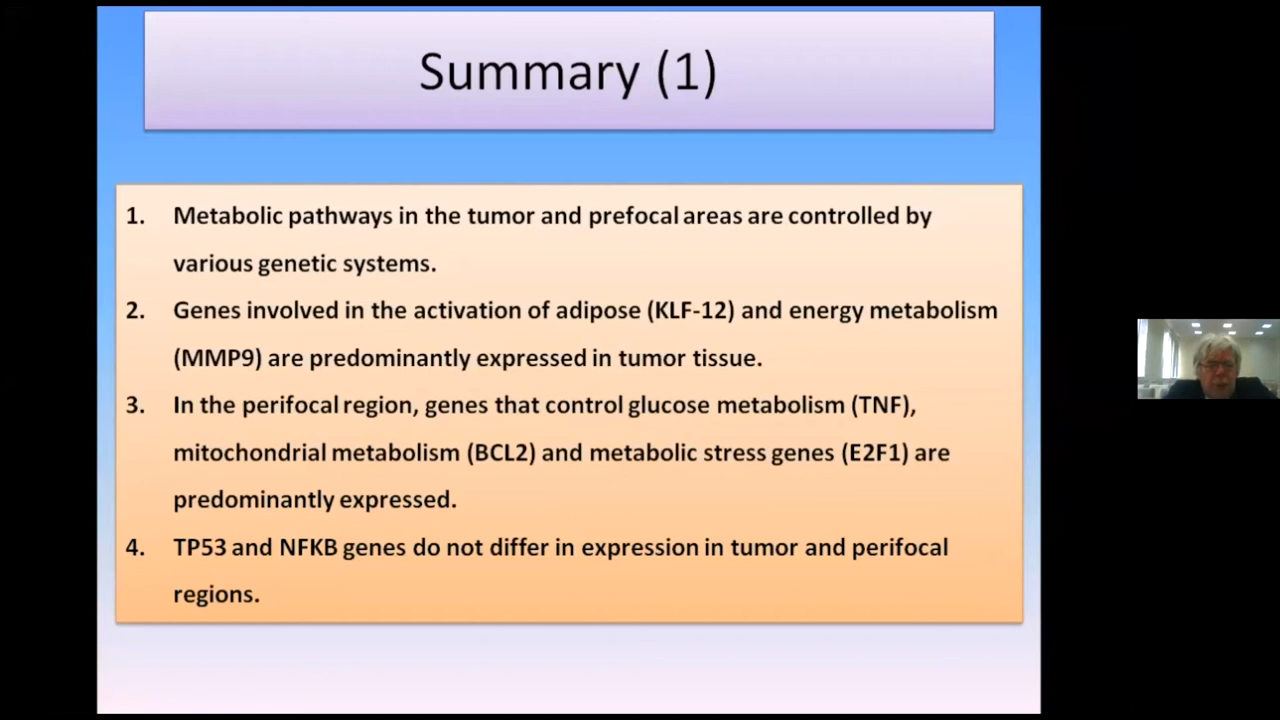 Summary (1)
1. Metabolic pathways in the tumor and prefocal areas are controlled by
various genetic systems.
2. Genes involved in the activation of adipose (KLF-12) and energy metabolism
(MMP9) are predominantly expressed in tumor tissue.
3. In the perifocal region, genes that control glucose metabolism (TNF),
mitochondrial metabolism (BCL2) and metabolic stress genes (E2F1) are
predominantly expressed.
4. TP53 and NFKB genes do not differ in expression in tumor and perifocal
regions.